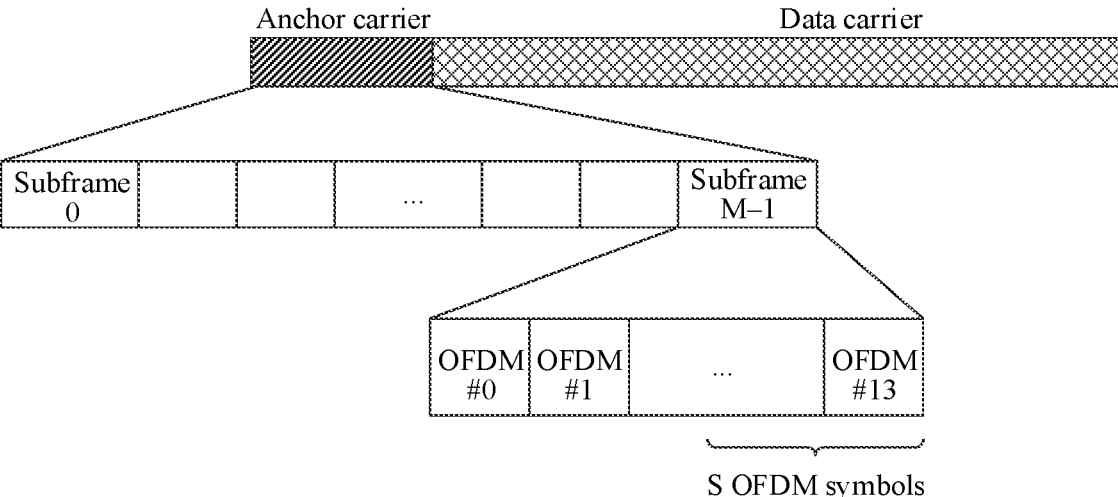 Anchor carrier
Data carrier
Subframe
0
...
Subframe
M–1
OFDM
#0
OFDM
#1
...
OFDM
#13
S OFDM symbols